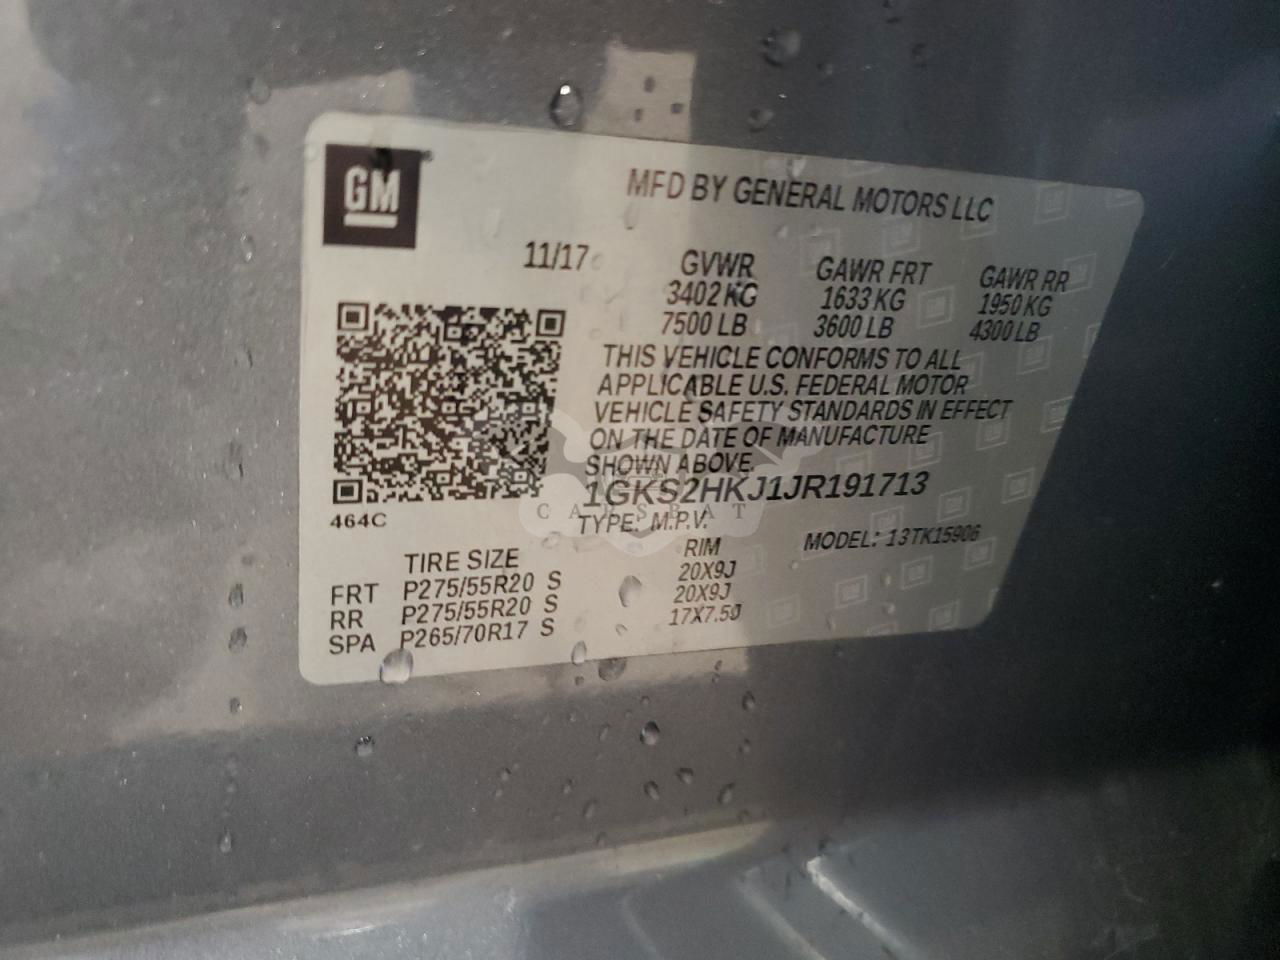 GM
MFD BY GENERAL MOTORS LLC
11/17 GVWR GAWR FRT GAWR RR
3402 KG 1633 KG 1950 KG
7500 LB 3600 LB 4300 LB
THIS VEHICLE CONFORMS TO ALL
APPLICABLE U.S. FEDERAL MOTOR
VEHICLE SAFETY STANDARDS IN EFFECT
ON THE DATE OF MANUFACTURE
SHOWN ABOVE.
1GKS2HKJ1JR191713
CARSBAT
464C
TYPE: M.P.V. MODEL: 13TK15906
TIRE SIZE RIM
FRT P275/55R20 S 20X9J
RR P275/55R20 S 20X9J
SPA P265/70R17 S 17X7.5J